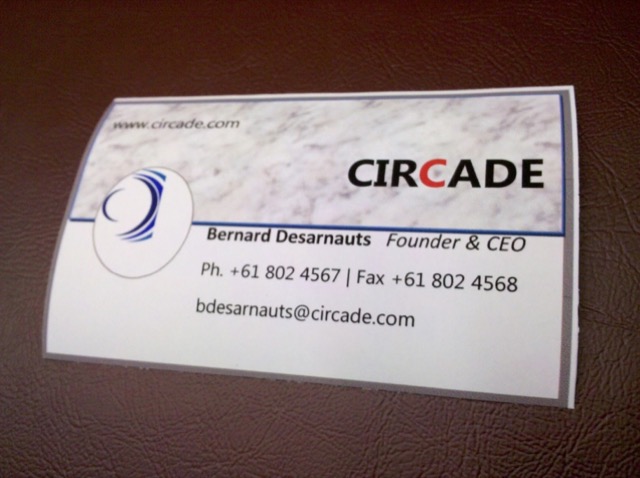 www.circade.com
CIRCADE
Bernard Desarnauts Founder & CEO
Ph. +61 802 4567 | Fax +61 802 4568
bdesarnauts@circade.com